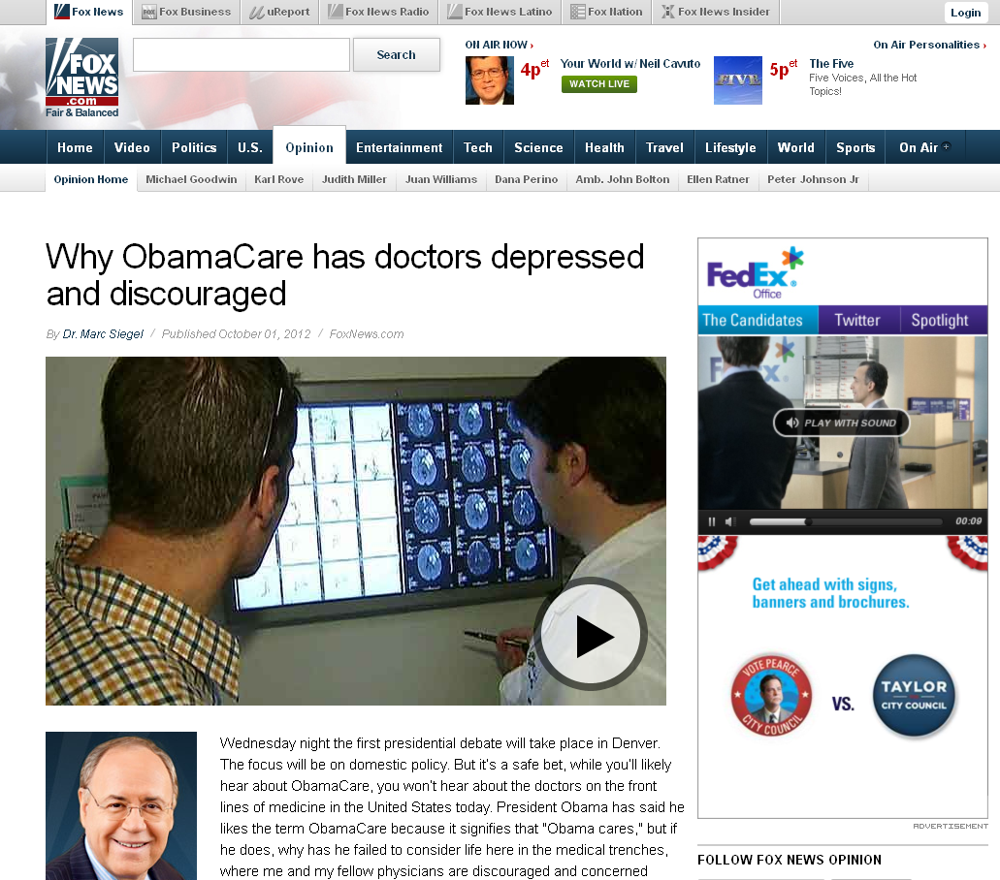 Fox News
Fox Business
uReport
Fox News Radio
Fox News Latino
Fox Nation
Fox News Insider
Login
FOX
NEWS
.com
Fair & Balanced
Search
ON AIR NOW ›
4p et
Your World w/ Neil Cavuto
WATCH LIVE
FIVE
5p et
On Air Personalities ›
The Five
Five Voices, All the Hot
Topics!
Home
Video
Politics
U.S.
Opinion
Entertainment
Tech
Science
Health
Travel
Lifestyle
World
Sports
On Air
Opinion Home
Michael Goodwin
Karl Rove
Judith Miller
Juan Williams
Dana Perino
Amb. John Bolton
Ellen Ratner
Peter Johnson Jr
Why ObamaCare has doctors depressed
and discouraged
By Dr. Marc Siegel / Published October 01, 2012 / FoxNews.com
Wednesday night the first presidential debate will take place in Denver.
The focus will be on domestic policy. But it's a safe bet, while you'll likely
hear about ObamaCare, you won't hear about the doctors on the front
lines of medicine in the United States today. President Obama has said he
likes the term ObamaCare because it signifies that "Obama cares," but if
he does, why has he failed to consider life here in the medical trenches,
where me and my fellow physicians are discouraged and concerned
FedEx®
Office
The Candidates
Twitter
Spotlight
PLAY WITH SOUND
00:09
Get ahead with signs,
banners and brochures.
VOTE PEARCE
CITY COUNCIL
VS.
TAYLOR
CITY COUNCIL
ADVERTISEMENT
FOLLOW FOX NEWS OPINION